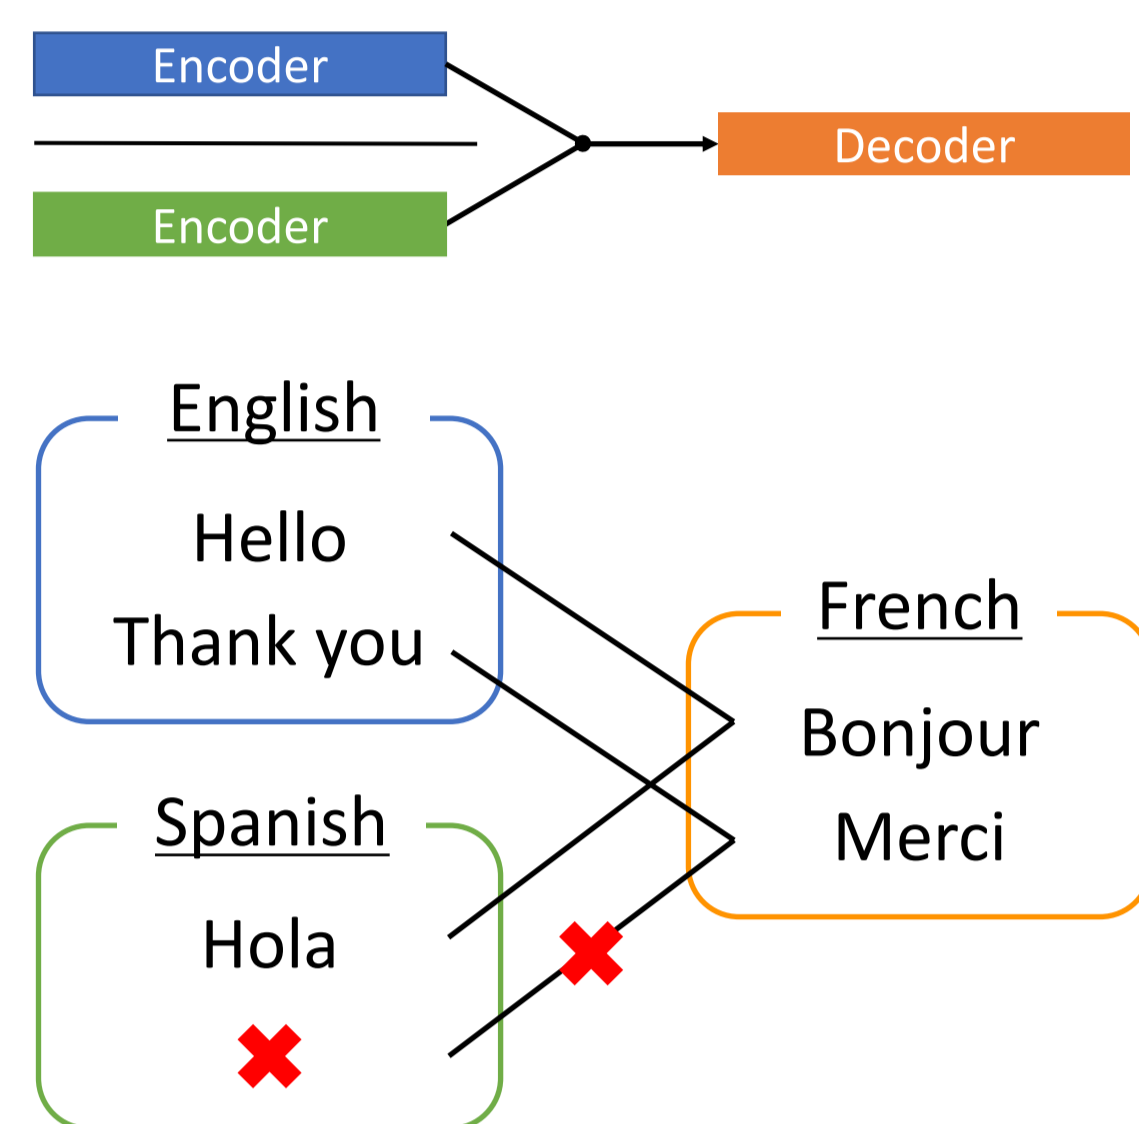 Encoder
Encoder
Decoder
English
Hello
Thank you
Spanish
Hola
French
Bonjour
Merci